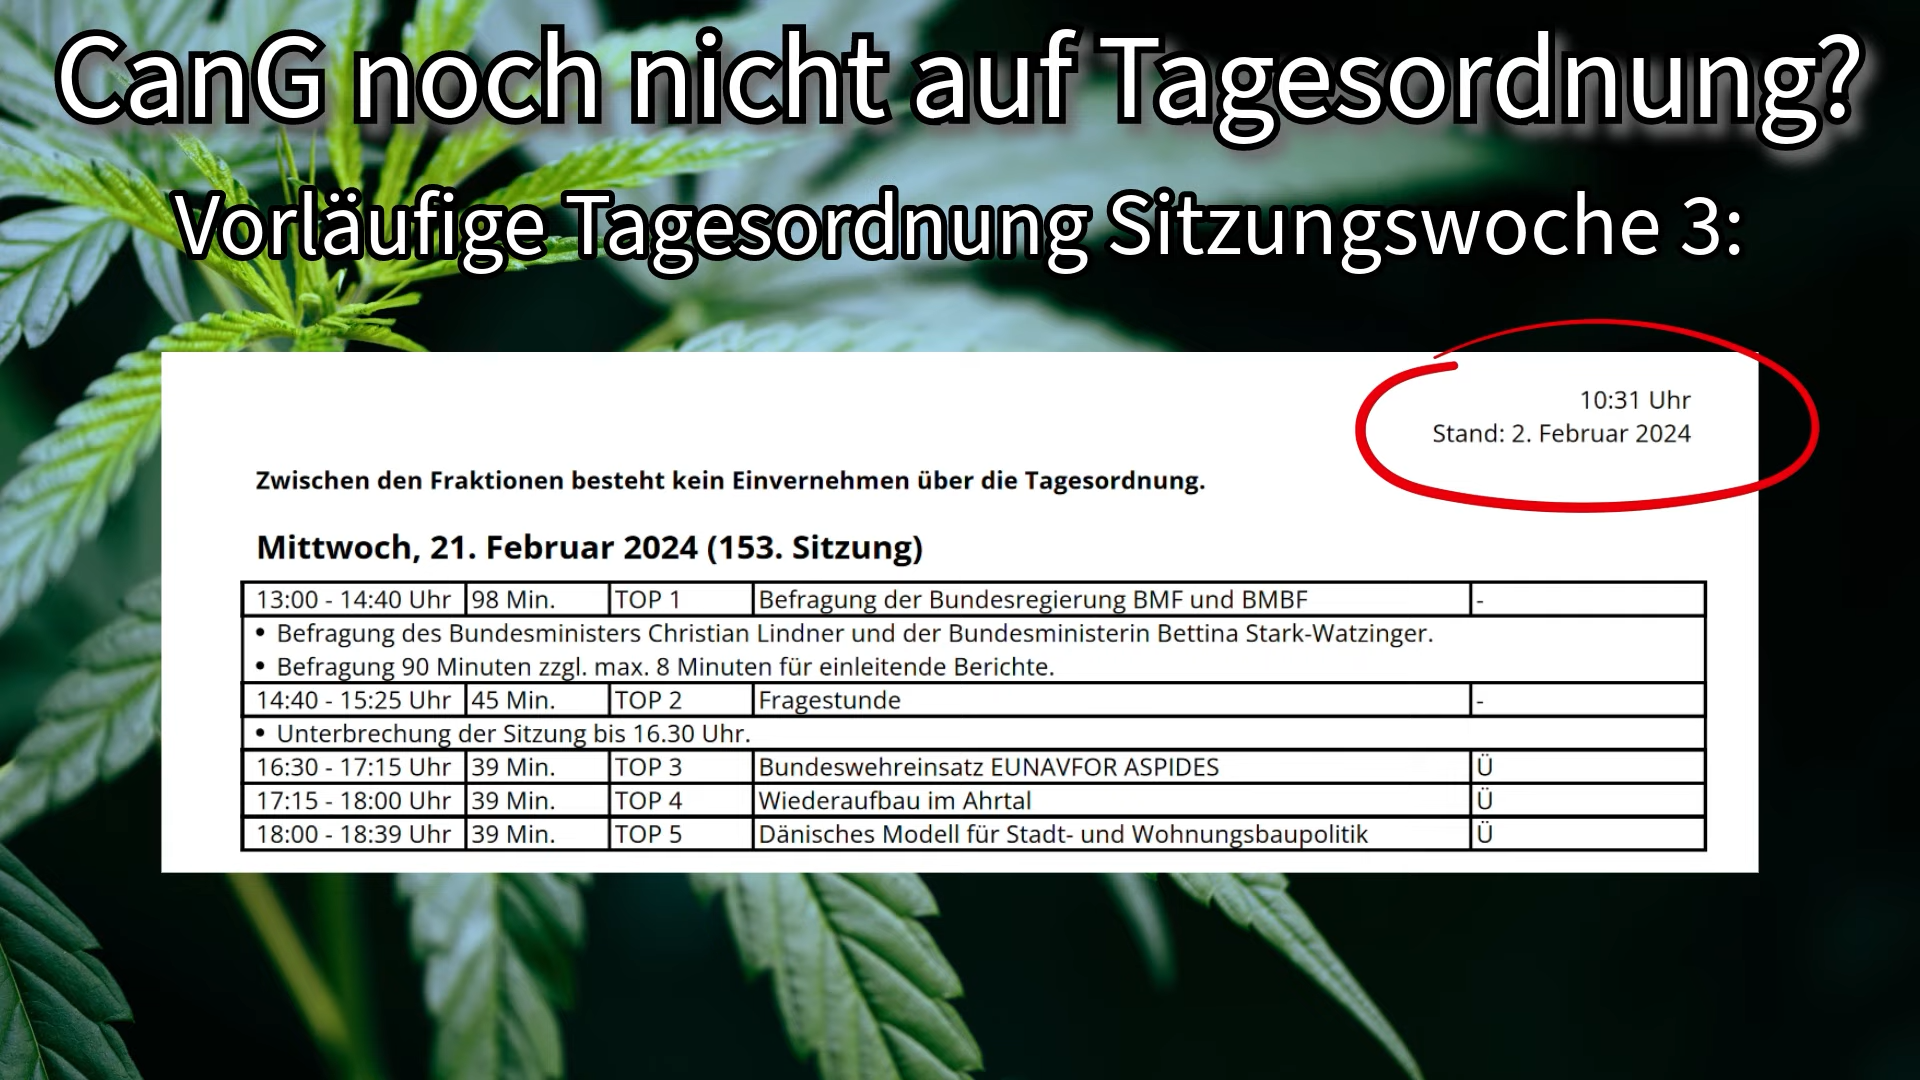 CanG noch nicht auf Tagesordnung?
Vorläufige Tagesordnung Sitzungswoche 3:
10:31 Uhr
Stand: 2. Februar 2024
Zwischen den Fraktionen besteht kein Einvernehmen über die Tagesordnung.
Mittwoch, 21. Februar 2024 (153. Sitzung)
13:00 - 14:40 Uhr 98 Min. TOP 1 Befragung der Bundesregierung BMF und BMBF -
• Befragung des Bundesministers Christian Lindner und der Bundesministerin Bettina Stark-Watzinger.
• Befragung 90 Minuten zzgl. max. 8 Minuten für einleitende Berichte.
14:40 - 15:25 Uhr 45 Min. TOP 2 Fragestunde -
• Unterbrechung der Sitzung bis 16.30 Uhr.
16:30 - 17:15 Uhr 39 Min. TOP 3 Bundeswehreinsatz EUNAVFOR ASPIDES Ü
17:15 - 18:00 Uhr 39 Min. TOP 4 Wiederaufbau im Ahrtal Ü
18:00 - 18:39 Uhr 39 Min. TOP 5 Dänisches Modell für Stadt- und Wohnungsbaupolitik Ü